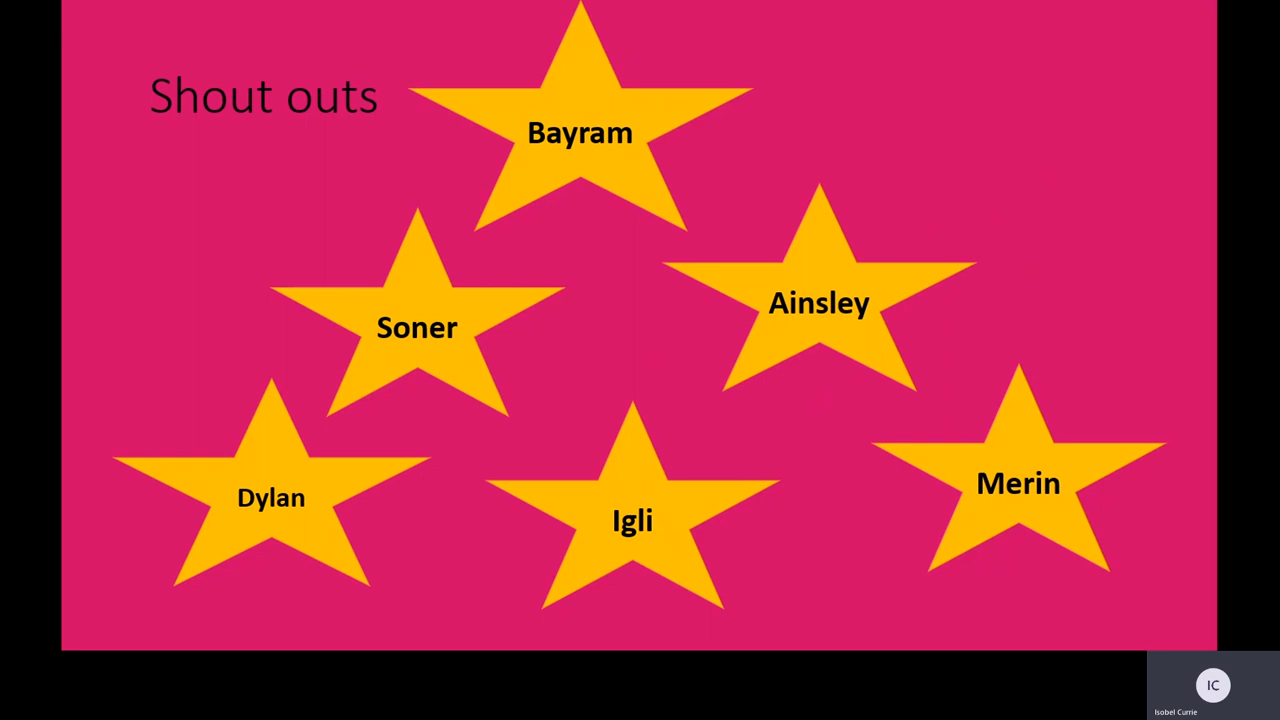 Shout outs
Bayram
Soner
Ainsley
Dylan
Igli
Merin
IC
Isobel Currie